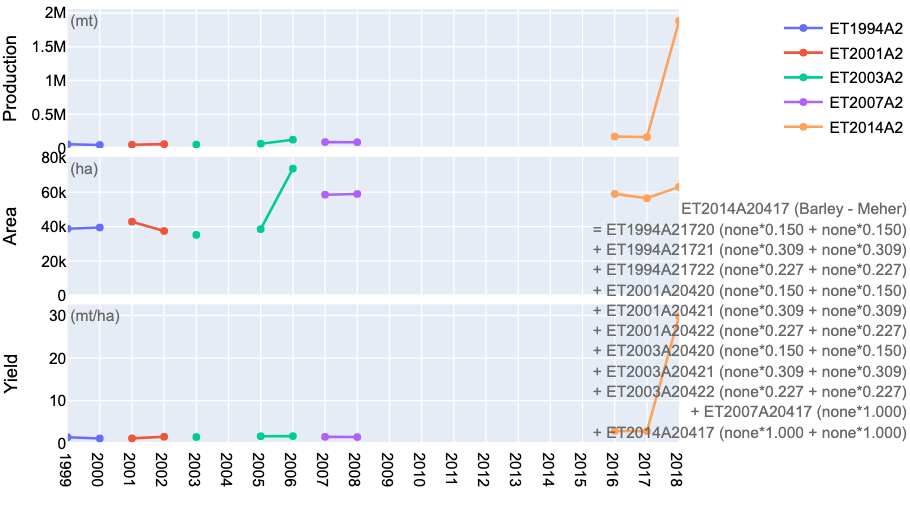 2M
(mt)
1.5M
1M
0.5M
0
Production
ET1994A2
ET2001A2
ET2003A2
ET2007A2
ET2014A2
80k
(ha)
60k
40k
20k
0
Area
ET2014A20417 (Barley - Meher)
= ET1994A21720 (none*0.150 + none*0.150)
+ ET1994A21721 (none*0.309 + none*0.309)
+ ET1994A21722 (none*0.227 + none*0.227)
+ ET2001A20420 (none*0.150 + none*0.150)
+ ET2001A20421 (none*0.309 + none*0.309)
+ ET2001A20422 (none*0.227 + none*0.227)
+ ET2003A20420 (none*0.150 + none*0.150)
+ ET2003A20421 (none*0.309 + none*0.309)
+ ET2003A20422 (none*0.227 + none*0.227)
+ ET2007A20417 (none*1.000)
+ ET2014A20417 (none*1.000 + none*1.000)
30
(mt/ha)
20
10
0
Yield
1999
2000
2001
2002
2003
2004
2005
2006
2007
2008
2009
2010
2011
2012
2013
2014
2015
2016
2017
2018